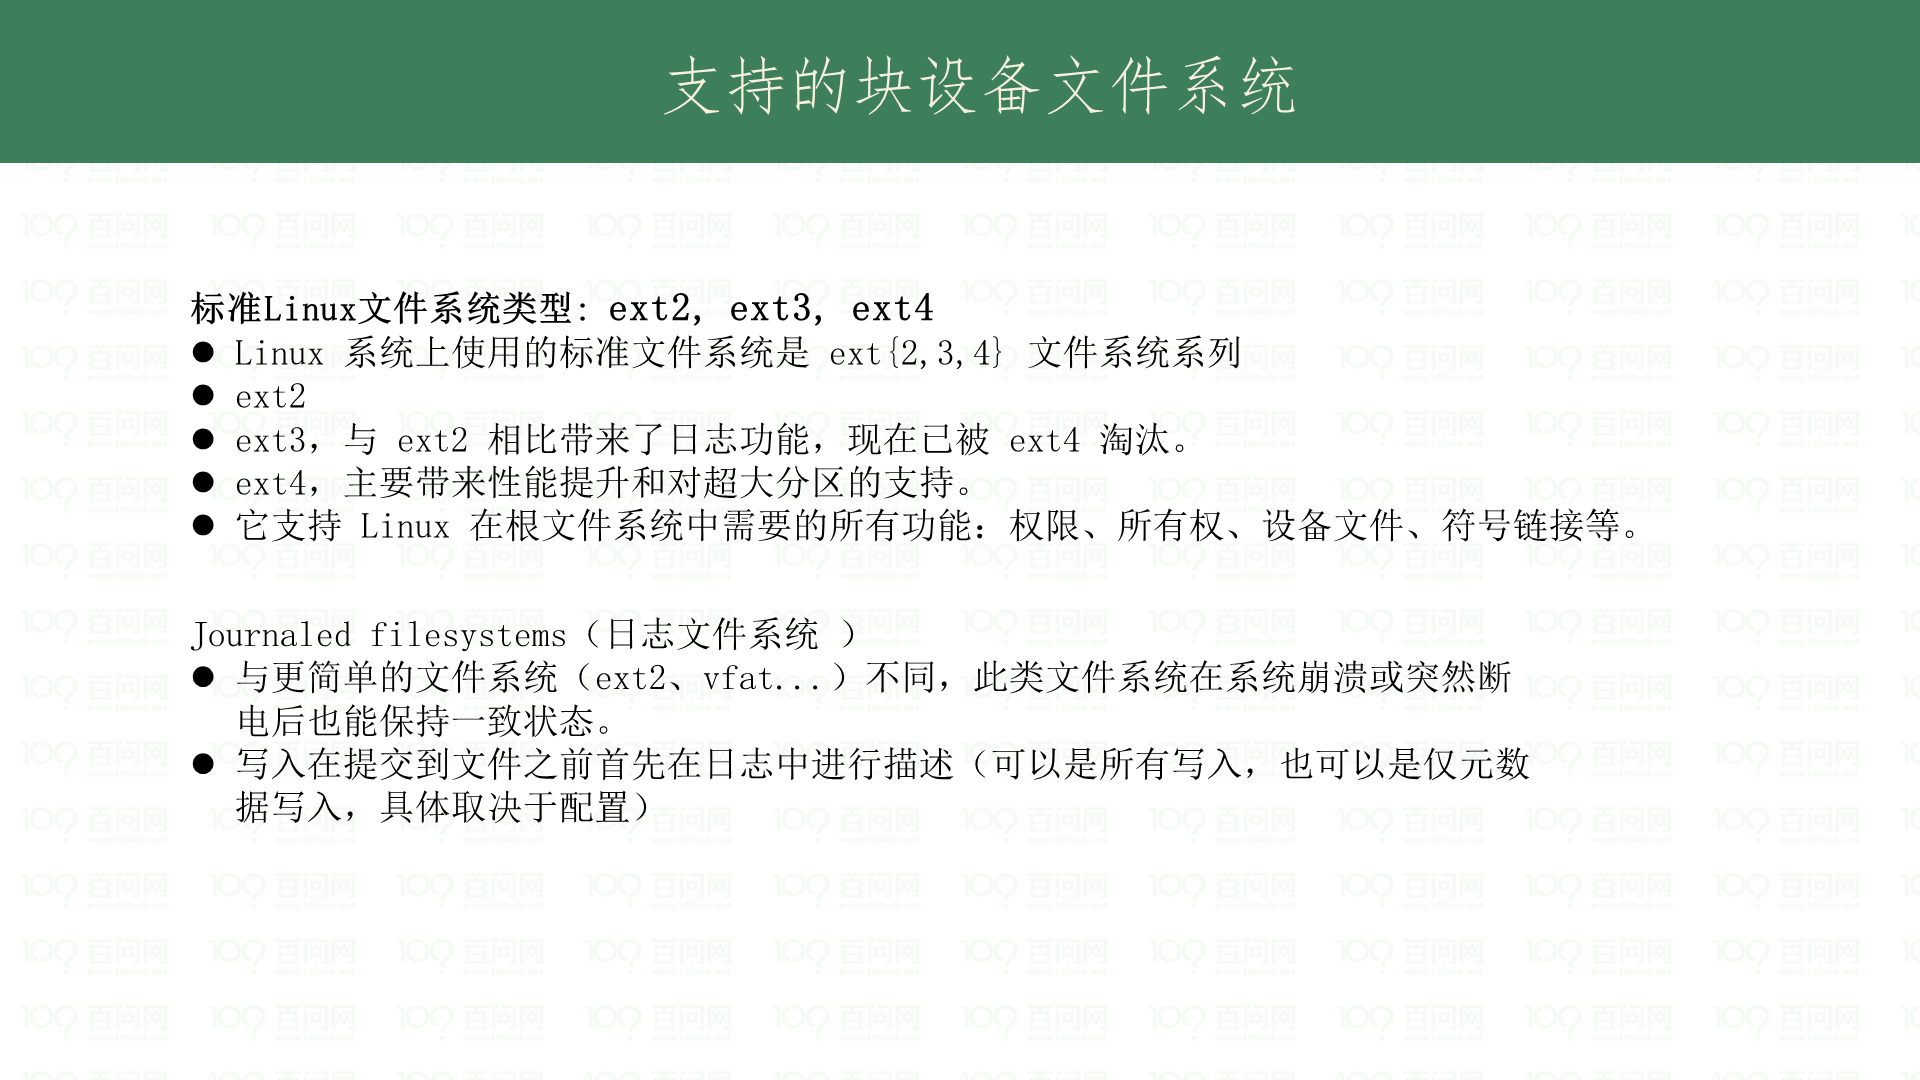 支持的块设备文件系统
标准Linux文件系统类型: ext2, ext3, ext4
● Linux 系统上使用的标准文件系统是 ext{2,3,4} 文件系统系列
● ext2
● ext3，与 ext2 相比带来了日志功能，现在已被 ext4 淘汰。
● ext4，主要带来性能提升和对超大分区的支持。
● 它支持 Linux 在根文件系统中需要的所有功能：权限、所有权、设备文件、符号链接等。
Journaled filesystems（日志文件系统 ）
● 与更简单的文件系统（ext2、vfat...）不同，此类文件系统在系统崩溃或突然断
电后也能保持一致状态。
● 写入在提交到文件之前首先在日志中进行描述（可以是所有写入，也可以是仅元数
据写入，具体取决于配置）